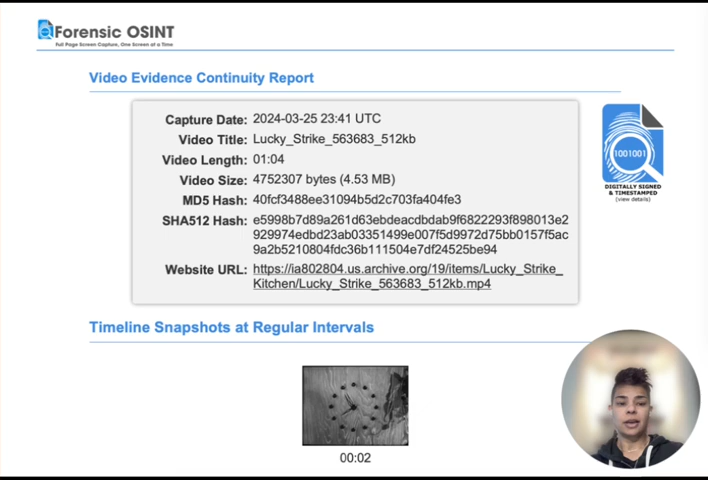 Forensic OSINT
Full Page Screen Capture, One Screen at a Time
Video Evidence Continuity Report
Capture Date: 2024-03-25 23:41 UTC
Video Title: Lucky_Strike_563683_512kb
Video Length: 01:04
Video Size: 4752307 bytes (4.53 MB)
MD5 Hash: 40fcf3488ee31094b5d2c703fa404fe3
SHA512 Hash: e5998b7d89a261d63ebdeacdbdab9f6822293f898013e2
929974edbd23ab03351499e007f5d9972d75bb0157f5ac
9a2b5210804fdc36b111504e7df24525be94
Website URL: https://ia802804.us.archive.org/19/items/Lucky_Strike_
Kitchen/Lucky_Strike_563683_512kb.mp4
1001001
DIGITALLY SIGNED
& TIMESTAMPED
(view details)
Timeline Snapshots at Regular Intervals
00:02